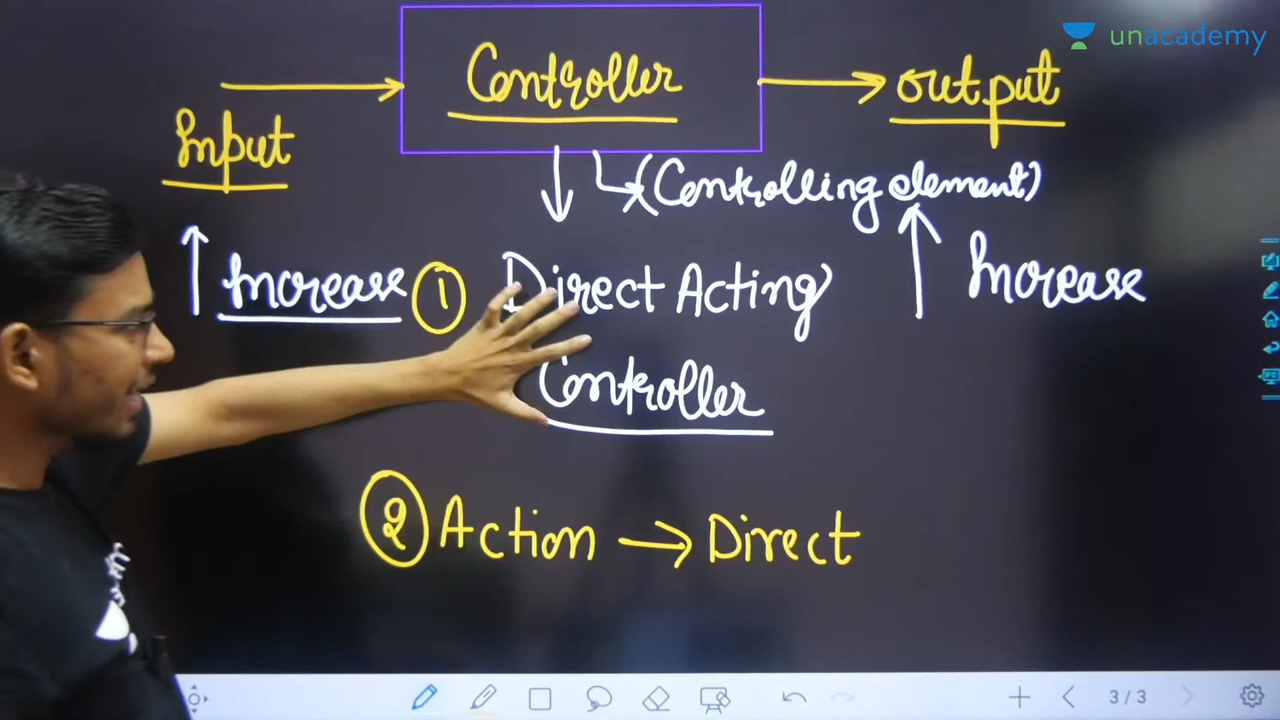 unacademy
Controller
output
Input
(Controlling element)
Increase ① Direct Acting Increase
Controller
② Action → Direct
3 / 3